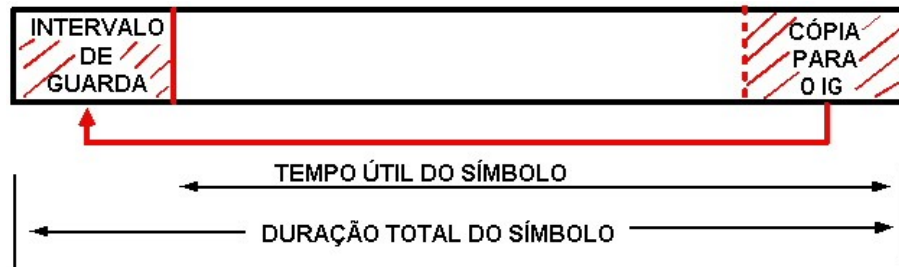 INTERVALO
DE
GUARDA
CÓPIA
PARA
O IG
TEMPO ÚTIL DO SÍMBOLO
DURAÇÃO TOTAL DO SÍMBOLO